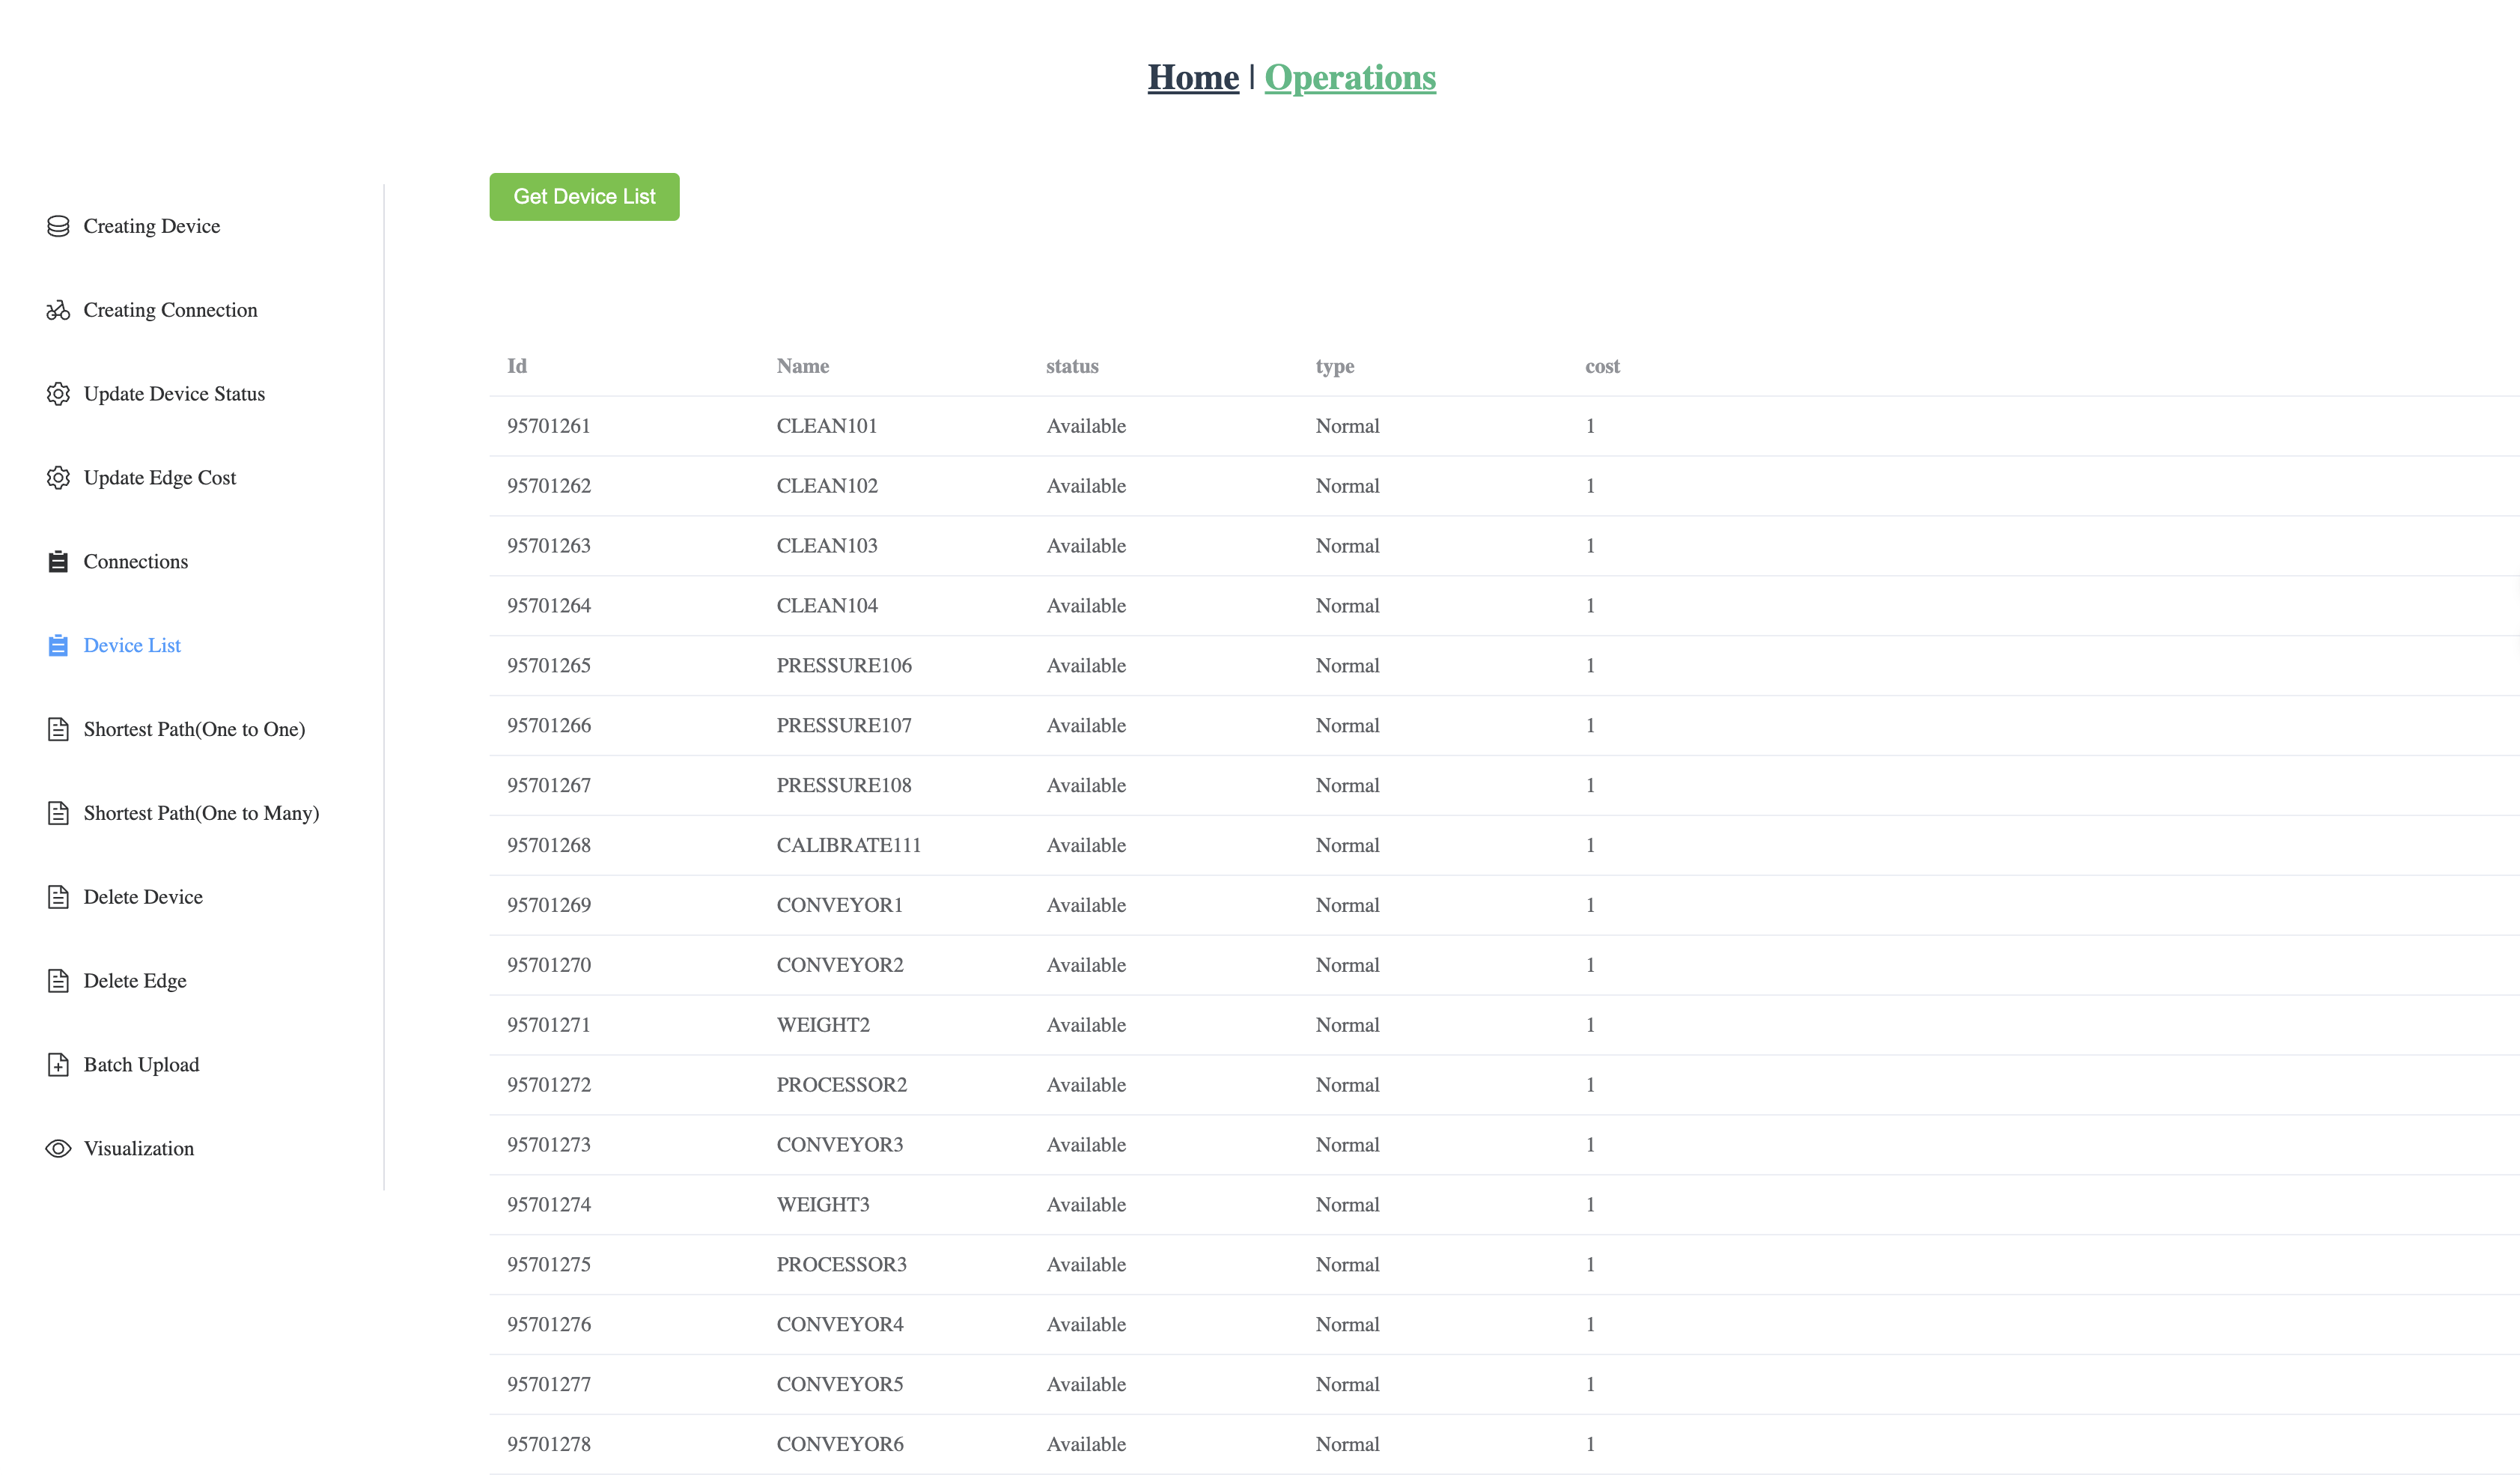 Home | Operations
Creating Device
Creating Connection
Update Device Status
Update Edge Cost
Connections
Device List
Shortest Path(One to One)
Shortest Path(One to Many)
Delete Device
Delete Edge
Batch Upload
Visualization
Get Device List
Id Name status type cost
95701261 CLEAN101 Available Normal 1
95701262 CLEAN102 Available Normal 1
95701263 CLEAN103 Available Normal 1
95701264 CLEAN104 Available Normal 1
95701265 PRESSURE106 Available Normal 1
95701266 PRESSURE107 Available Normal 1
95701267 PRESSURE108 Available Normal 1
95701268 CALIBRATE111 Available Normal 1
95701269 CONVEYOR1 Available Normal 1
95701270 CONVEYOR2 Available Normal 1
95701271 WEIGHT2 Available Normal 1
95701272 PROCESSOR2 Available Normal 1
95701273 CONVEYOR3 Available Normal 1
95701274 WEIGHT3 Available Normal 1
95701275 PROCESSOR3 Available Normal 1
95701276 CONVEYOR4 Available Normal 1
95701277 CONVEYOR5 Available Normal 1
95701278 CONVEYOR6 Available Normal 1